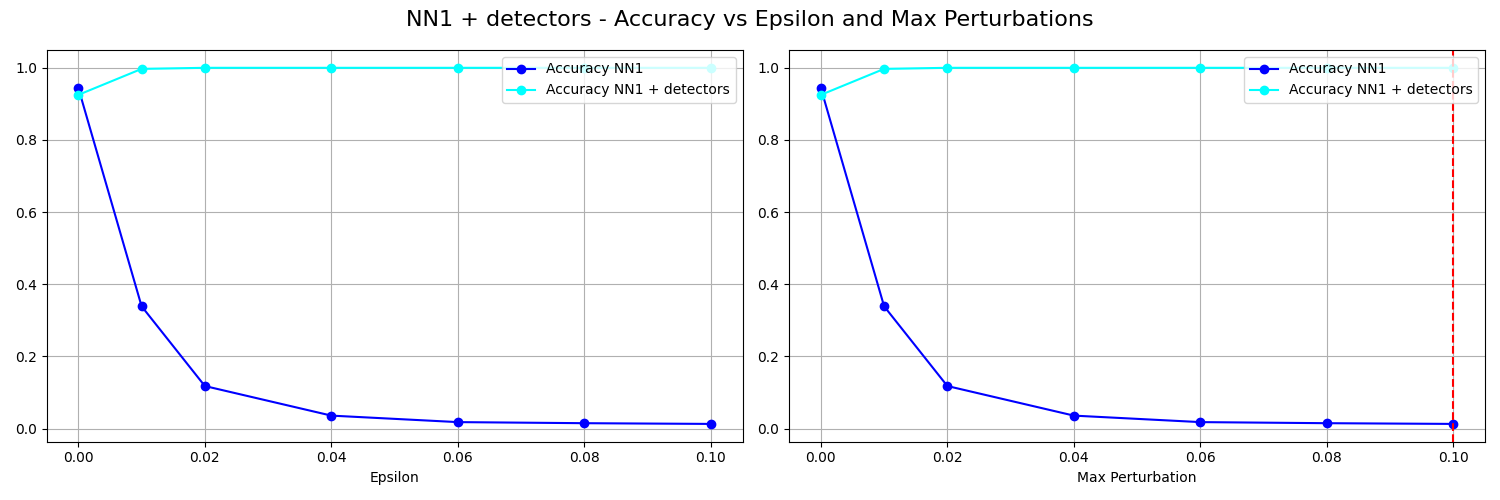 NN1 + detectors - Accuracy vs Epsilon and Max Perturbations
1.0
0.8
0.6
0.4
0.2
0.0
Accuracy NN1
Accuracy NN1 + detectors
0.00 0.02 0.04 0.06 0.08 0.10
Epsilon
1.0
0.8
0.6
0.4
0.2
0.0
Accuracy NN1
Accuracy NN1 + detectors
0.00 0.02 0.04 0.06 0.08 0.10
Max Perturbation